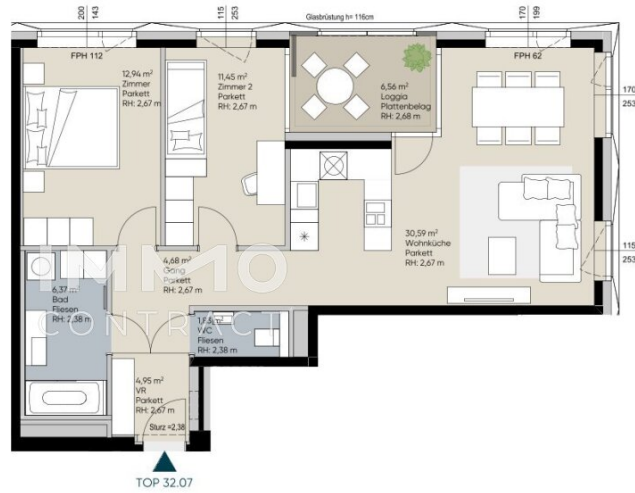 200
143
115
253
Glasbrüstung h= 116cm
170
199
FPH 112
FPH 62
12,94 m²
Zimmer
Parkett
RH: 2,67 m
11,45 m²
Zimmer 2
Parkett
RH: 2,67 m
6,56 m²
Loggia
Plattenbelag
RH: 2,68 m
170
253
30,59 m²
Wohnküche
Parkett
RH: 2,67 m
115
253
4,68 m²
Gang
Parkett
RH: 2,67 m
IMMO
CONTRACT
6,37 m²
Bad
Fliesen
RH: 2,38 m
WC
Fliesen
RH: 2,38 m
4,95 m²
VR
Parkett
RH: 2,67 m
Sturz =2,38
TOP 32.07